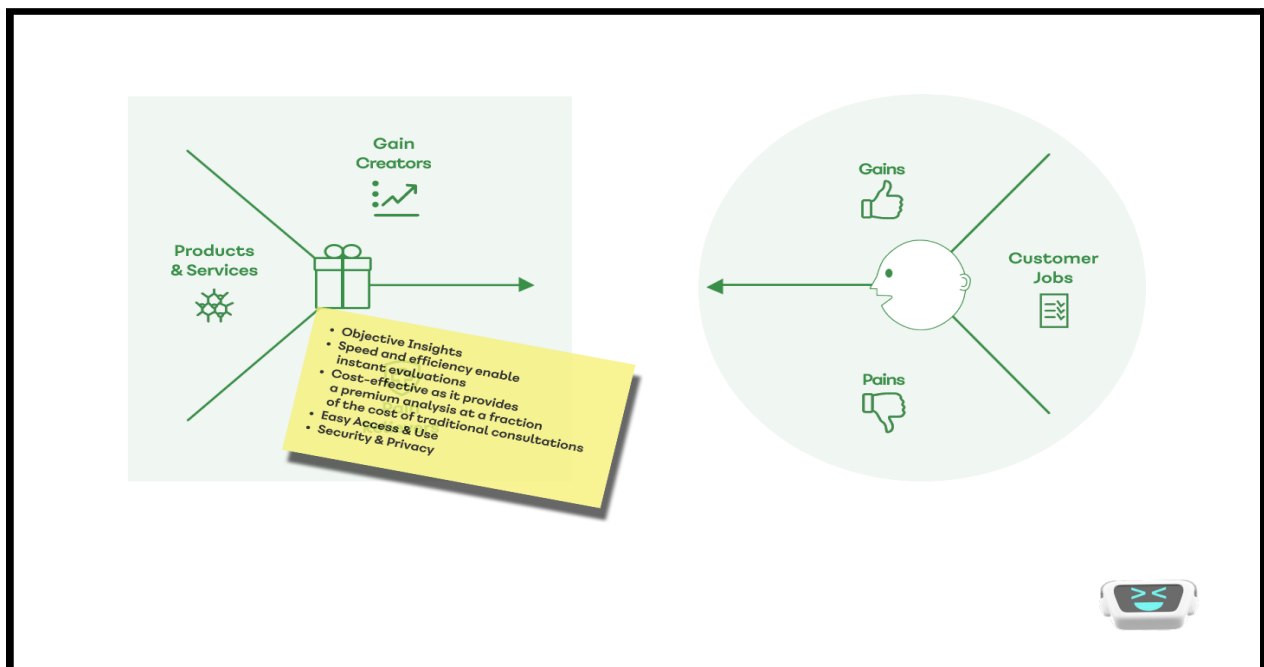 Gain
Creators
Products
& Services
• Objective Insights
• Speed and efficiency enable
instant evaluations
• Cost-effective as it provides
a premium analysis at a fraction
of the cost of traditional consultations
• Easy Access & Use
• Security & Privacy
Gains
Customer
Jobs
Pains